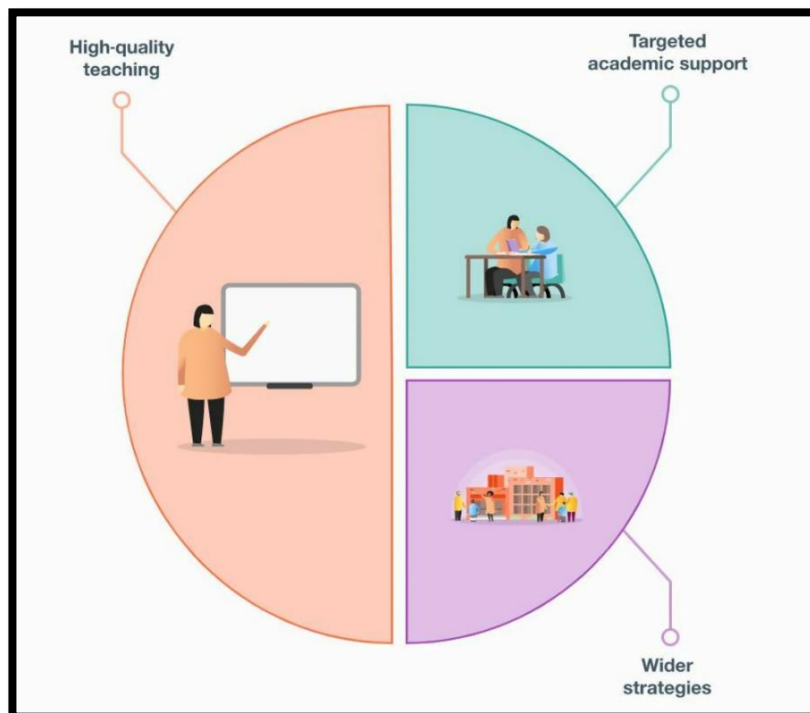 High-quality
teaching
Targeted
academic support
Wider
strategies